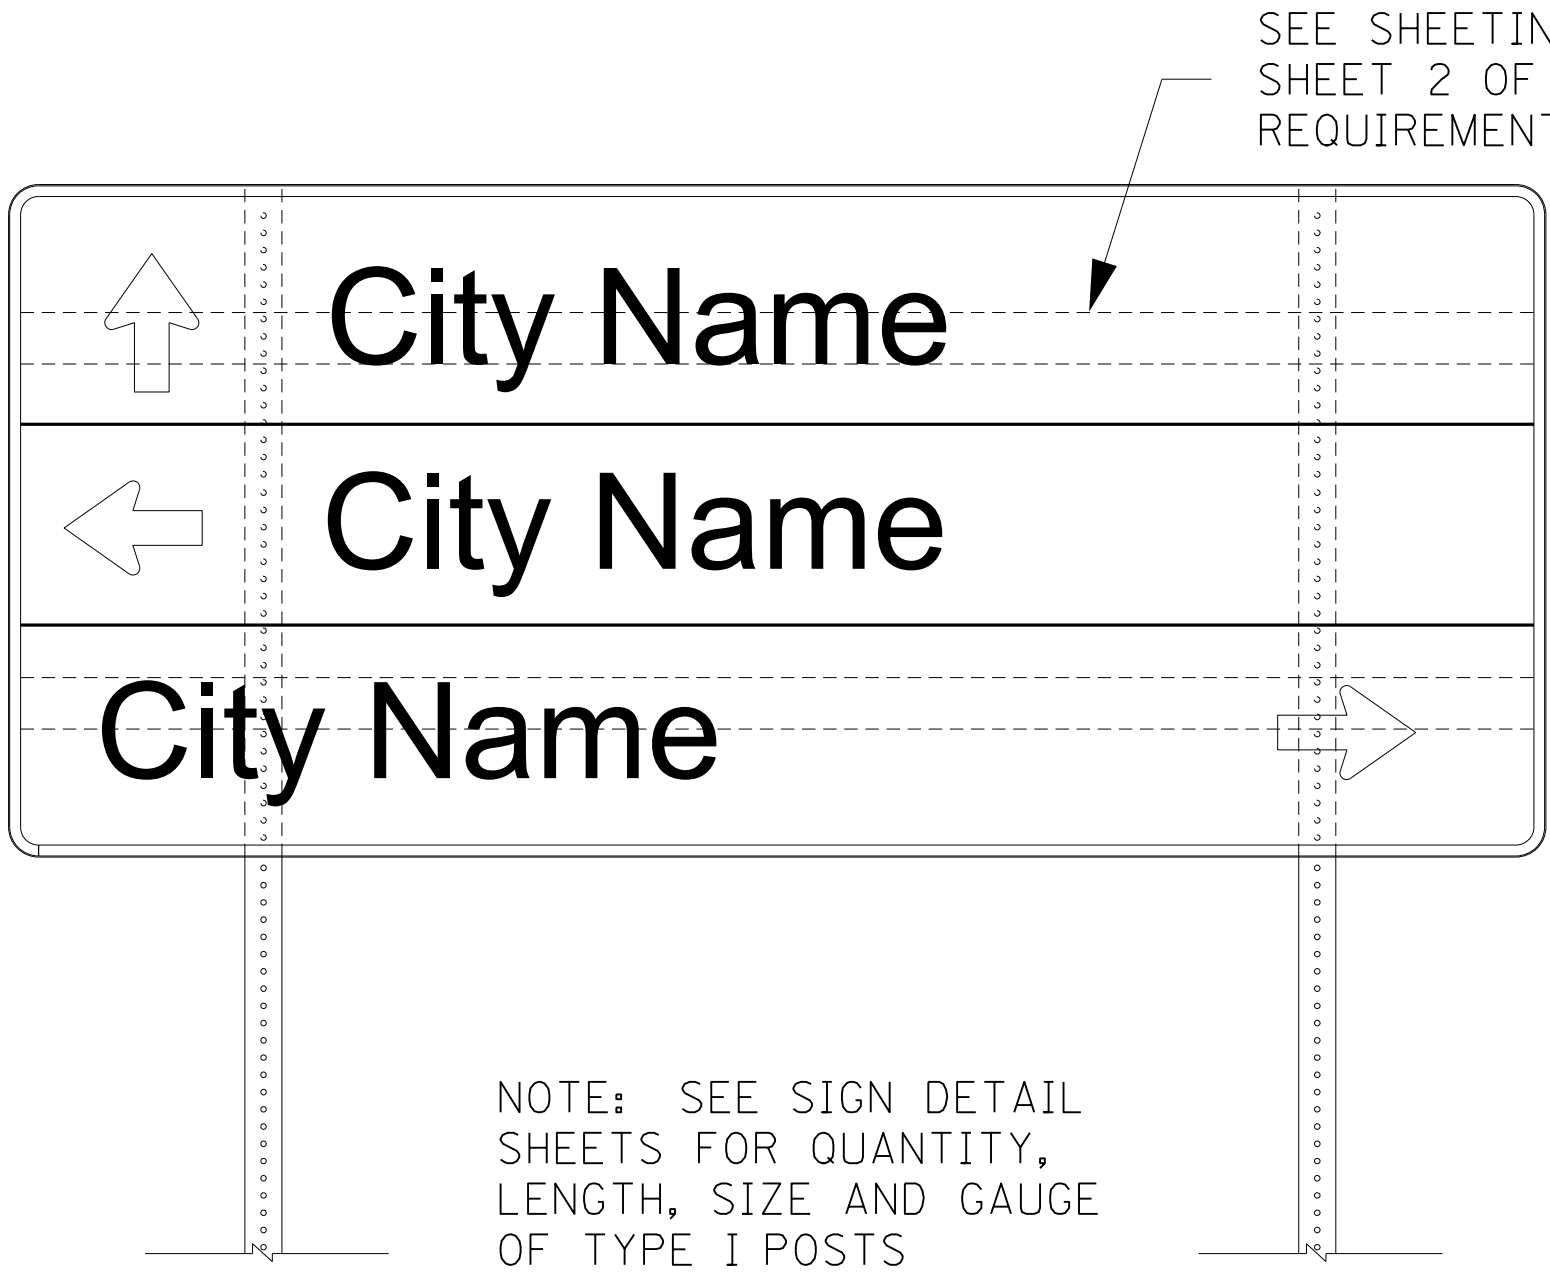 SEE SHEETIN
SHEET 2 OF
REQUIREMENT
City Name
City Name
City Name
NOTE: SEE SIGN DETAIL
SHEETS FOR QUANTITY,
LENGTH, SIZE AND GAUGE
OF TYPE I POSTS